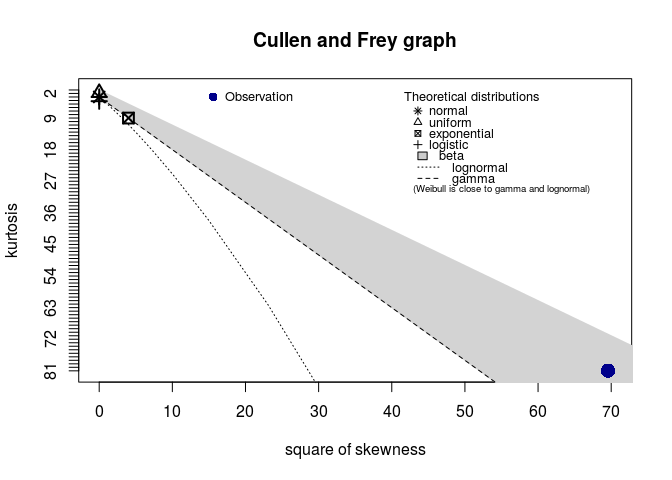 Cullen and Frey graph
Observation
Theoretical distributions
normal
uniform
exponential
logistic
beta
lognormal
gamma
(Weibull is close to gamma and lognormal)
kurtosis
2
9
18
27
36
45
54
63
72
81
0 10 20 30 40 50 60 70
square of skewness